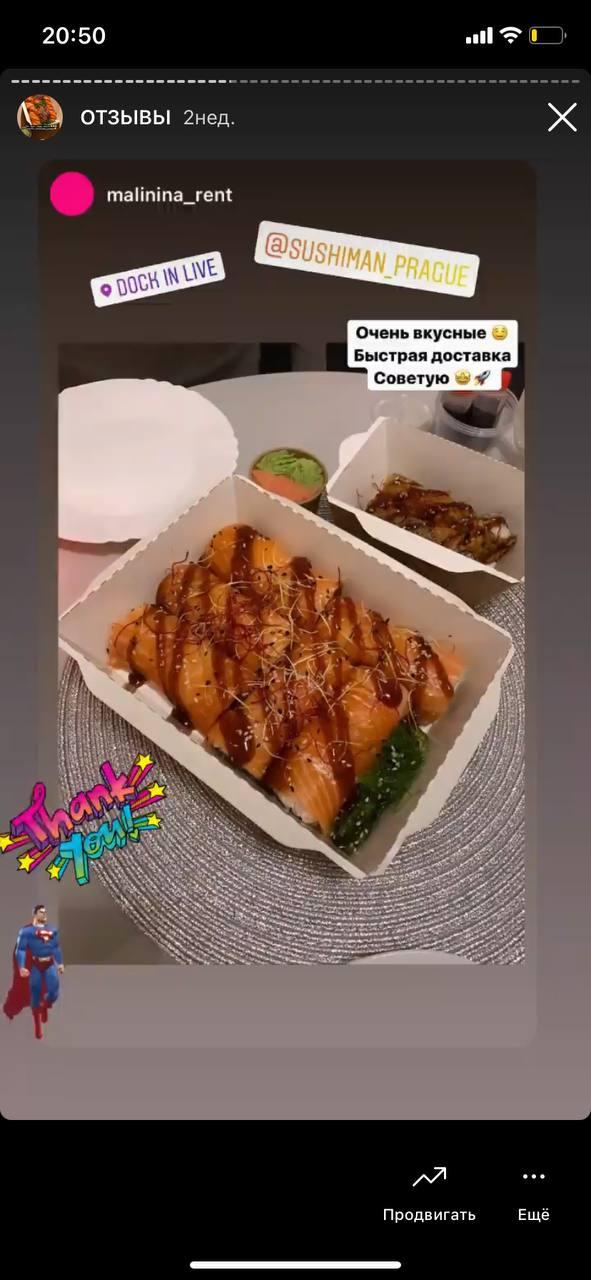 20:50
ОТЗЫВЫ 2нед.
malinina_rent
DOCK IN LIVE
@SUSHIMAN_PRAGUE
Очень вкусные
Быстрая доставка
Советую
Thank
You!!
Продвигать
Ещё